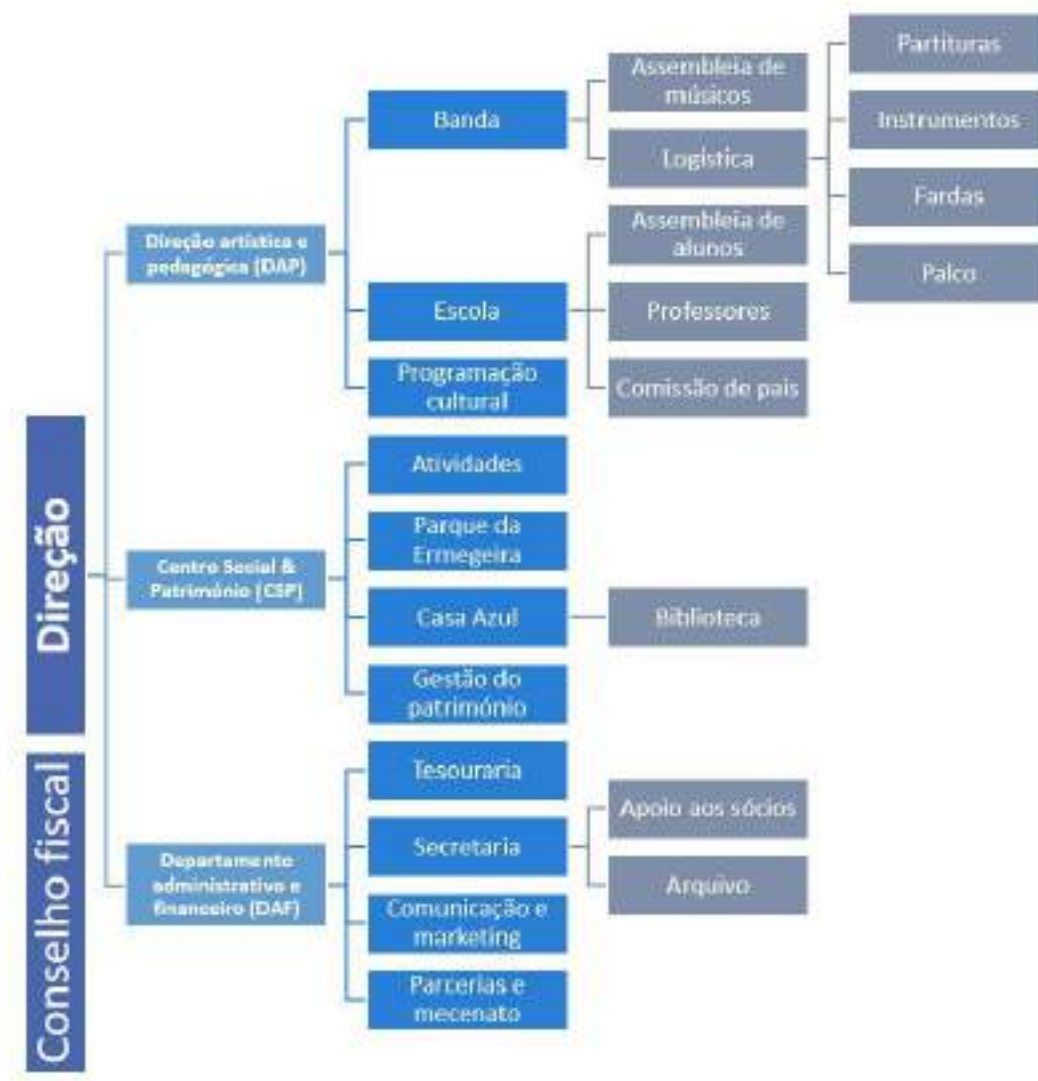 Direção
Conselho fiscal
Direção artística e
pedagógica (DAP)
Banda
Assembleia de
músicos
Logística
Partituras
Instrumentos
Fardas
Palco
Escola
Assembleia de
alunos
Professores
Comissão de pais
Programação
cultural
Centro Social &
Património (CSP)
Atividades
Parque da
Ermegeira
Casa Azul
Biblioteca
Gestão do
património
Departamento
administrativo e
financeiro (DAF)
Tesouraria
Secretaria
Apoio aos sócios
Arquivo
Comunicação e
marketing
Parcerias e
mecenato